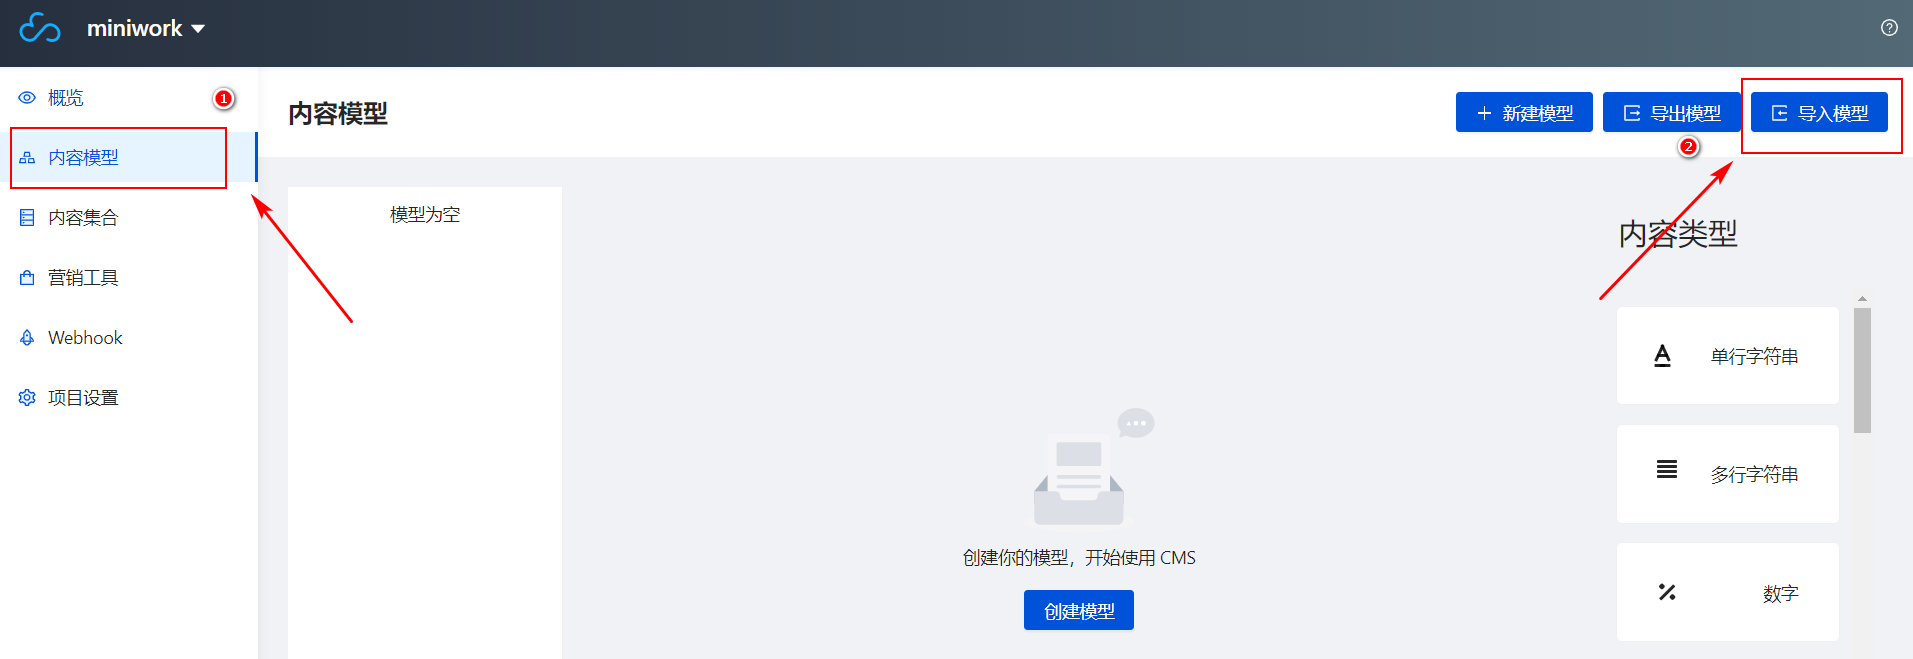 miniwork
概览
1
内容模型
内容集合
营销工具
Webhook
项目设置
内容模型
新建模型
导出模型
导入模型
2
模型为空
创建你的模型，开始使用 CMS
创建模型
内容类型
单行字符串
多行字符串
数字